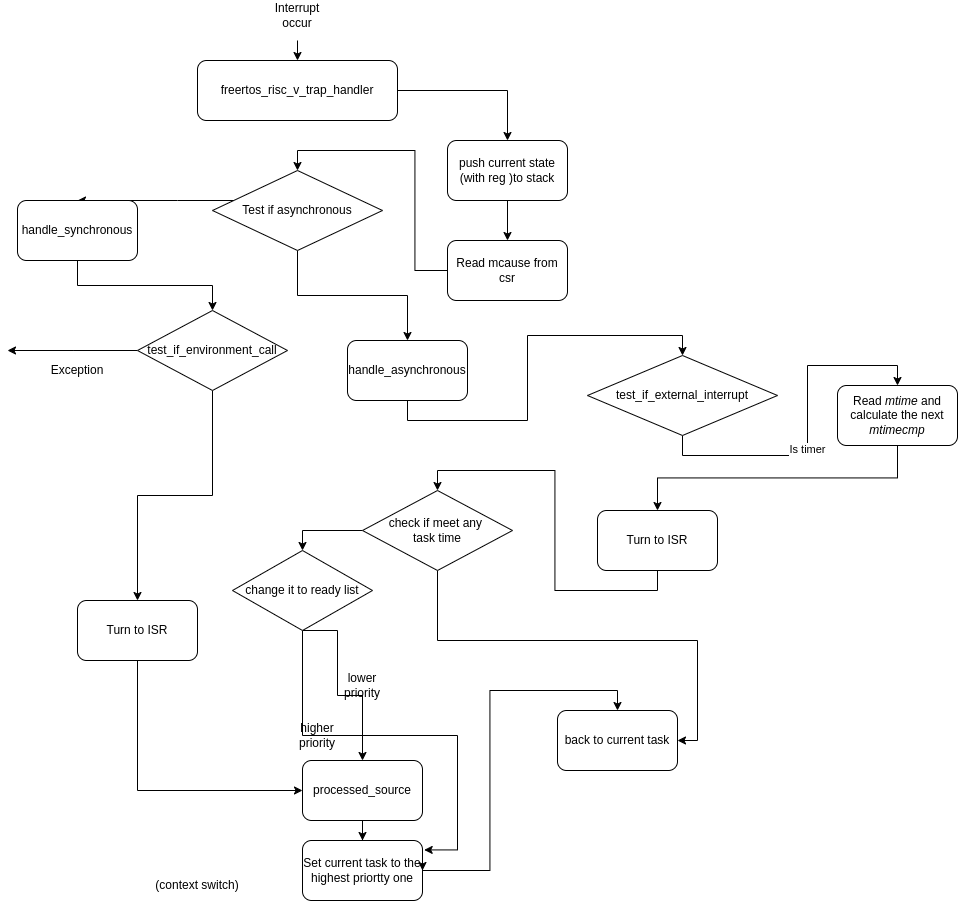 Interrupt
occur
freertos_risc_v_trap_handler
push current state
(with reg )to stack
Test if asynchronous
handle_synchronous
Read mcause from
csr
test_if_environment_call
Exception
handle_asynchronous
test_if_external_interrupt
Is timer
Read mtime and
calculate the next
mtimecmp
check if meet any
task time
Turn to ISR
change it to ready list
Turn to ISR
lower
priority
higher
priority
back to current task
processed_source
Set current task to the
highest priortty one
(context switch)